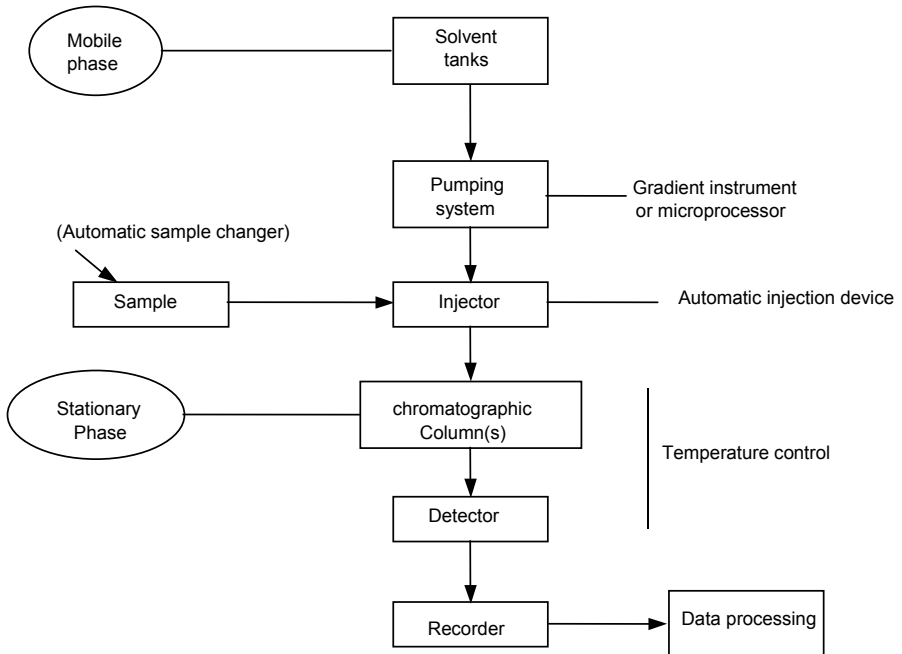 Mobile
phase
Solvent
tanks
Pumping
system
Gradient instrument
or microprocessor
(Automatic sample changer)
Sample
Injector
Automatic injection device
Stationary
Phase
chromatographic
Column(s)
Temperature control
Detector
Recorder
Data processing